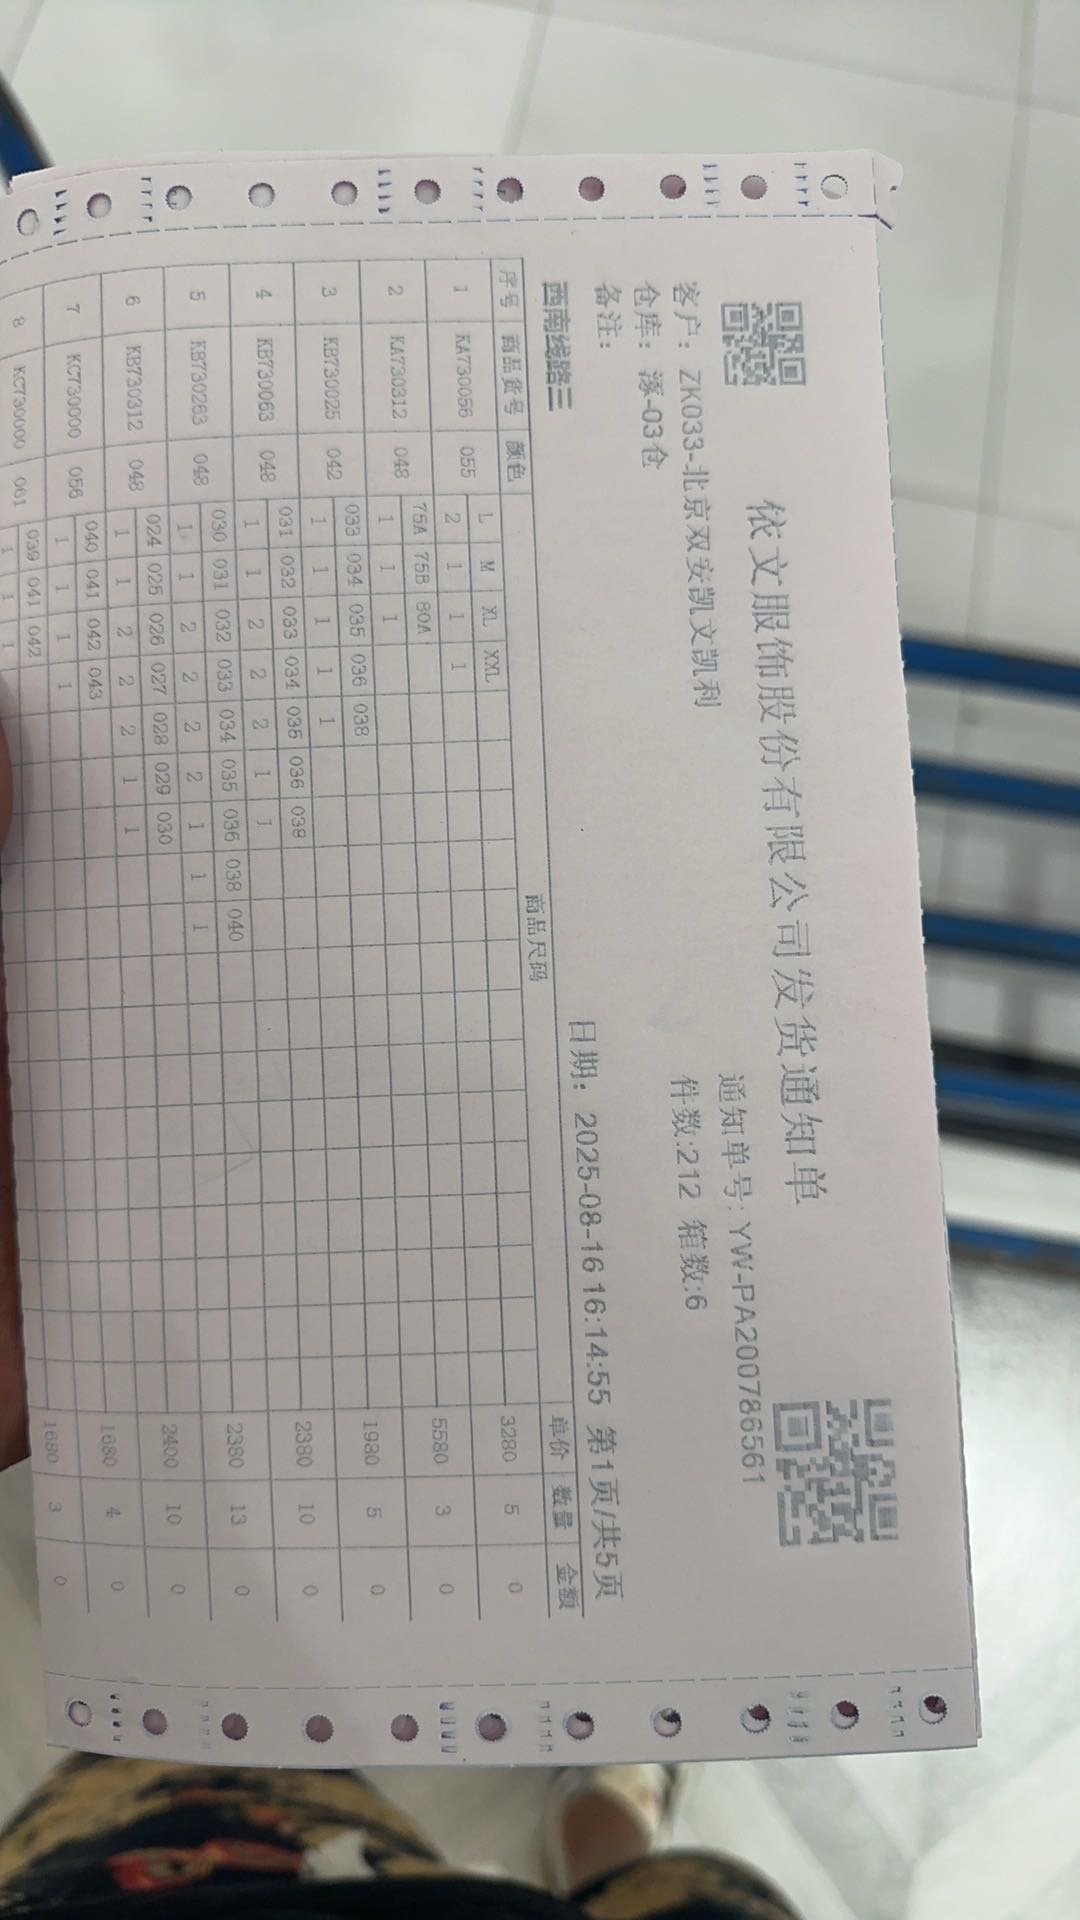 依文服饰股份有限公司发货通知单
通知单号: YW-PA200786561
客户: ZK033-北京双安凯文凯利 件数:212 箱数:6
仓库: 涿-03仓
备注:
日期: 2025-08-16 16:14:55 第1页/共5页
西南线路三
序号 商品货号 颜色 商品尺码 单价 数量 金额
L M XL XXL
1 KA730056 055 2 1 1 1 3280 5 0
75A 75B 80A
2 KA730312 048 1 1 1 5580 3 0
033 034 035 036 038
3 KB730025 042 1 1 1 1 1 1980 5 0
031 032 033 034 035 036 038
4 KB730063 048 1 1 2 2 2 1 1 2380 10 0
030 031 032 033 034 035 036 038 040
5 KB730263 048 1 1 2 2 2 2 1 1 1 2380 13 0
024 025 026 027 028 029 030
6 KB730312 048 1 1 2 2 2 1 1 2400 10 0
040 041 042 043
7 KC730000 056 1 1 1 1 1680 4 0
039 041 042
8 KC730000 061 1 1 1 1680 3 0